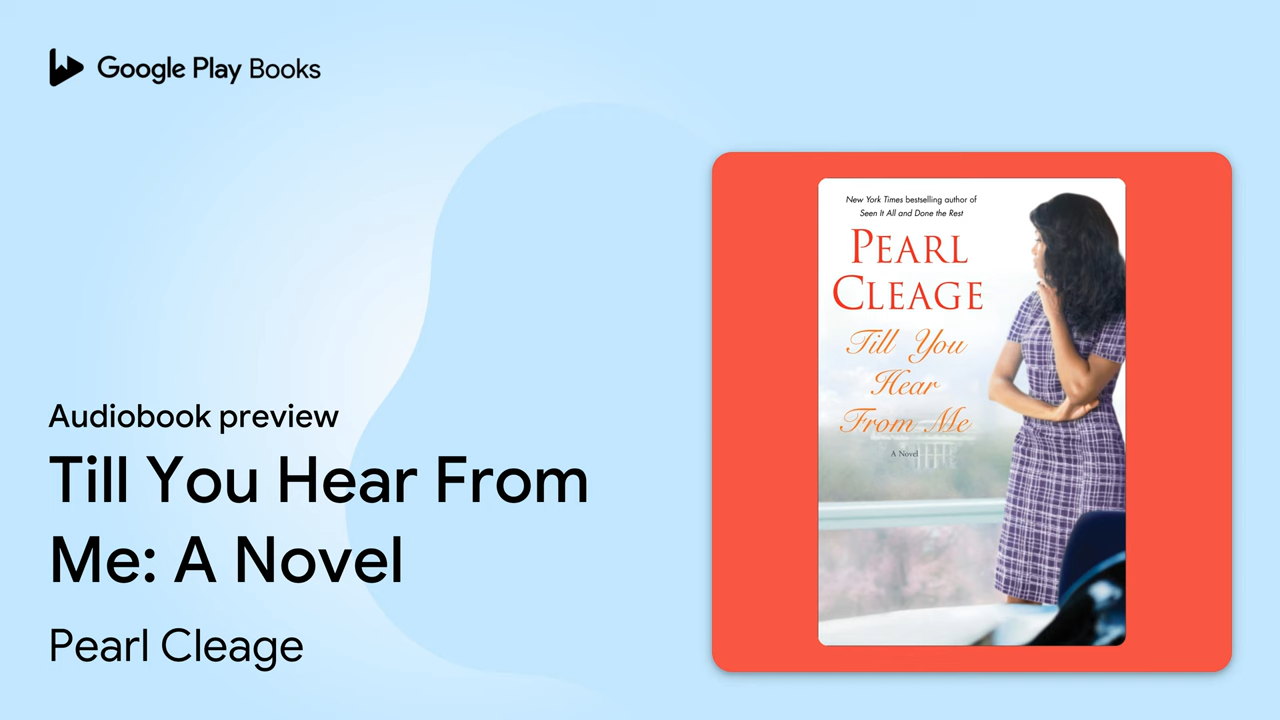 Google Play Books
Audiobook preview
Till You Hear From
Me: A Novel
Pearl Cleage
New York Times bestselling author of
Seen It All and Done the Rest
PEARL
CLEAGE
Till You
Hear
From Me
A Novel